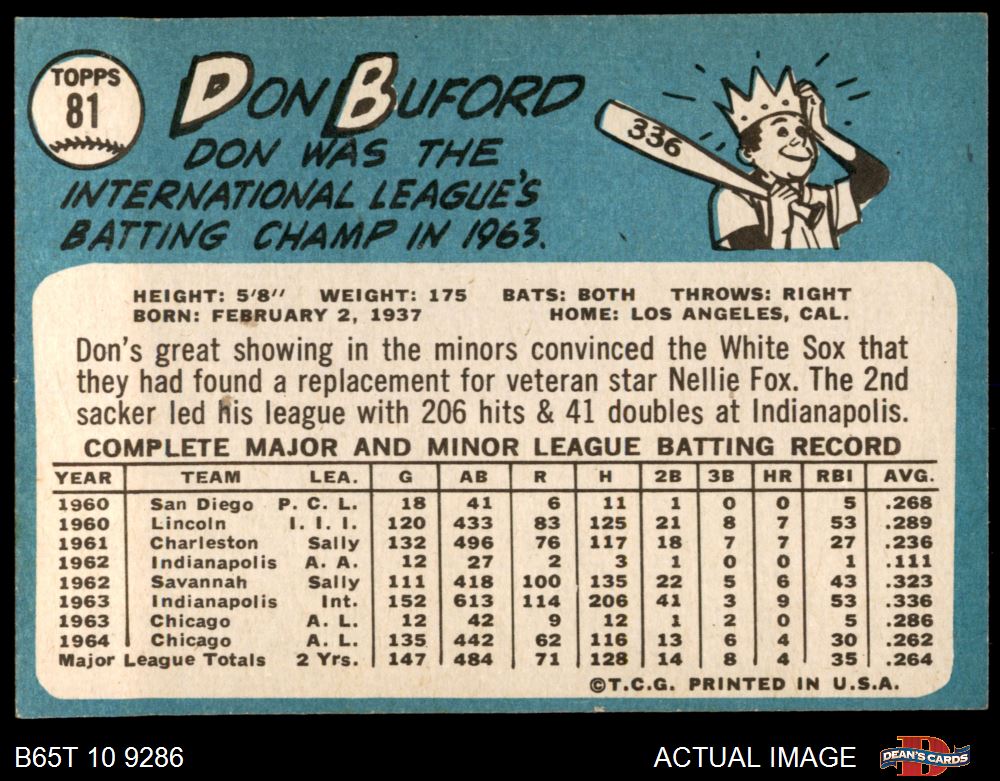 TOPPS
81
DON BUFORD
DON WAS THE
INTERNATIONAL LEAGUE'S
BATTING CHAMP IN 1963.
336
HEIGHT: 5'8" WEIGHT: 175 BATS: BOTH THROWS: RIGHT
BORN: FEBRUARY 2, 1937 HOME: LOS ANGELES, CAL.
Don's great showing in the minors convinced the White Sox that
they had found a replacement for veteran star Nellie Fox. The 2nd
sacker led his league with 206 hits & 41 doubles at Indianapolis.
COMPLETE MAJOR AND MINOR LEAGUE BATTING RECORD
YEAR TEAM LEA. G AB R H 2B 3B HR RBI AVG.
1960 San Diego P. C. L. 18 41 6 11 1 0 0 5 .268
1960 Lincoln I. I. I. 120 433 83 125 21 8 7 53 .289
1961 Charleston Sally 132 496 76 117 18 7 7 27 .236
1962 Indianapolis A. A. 12 27 2 3 1 0 0 1 .111
1962 Savannah Sally 111 418 100 135 22 5 6 43 .323
1963 Indianapolis Int. 152 613 114 206 41 3 9 53 .336
1963 Chicago A. L. 12 42 9 12 1 2 0 5 .286
1964 Chicago A. L. 135 442 62 116 13 6 4 30 .262
Major League Totals 2 Yrs. 147 484 71 128 14 8 4 35 .264
©T.C.G. PRINTED IN U.S.A.
B65T 10 9286 ACTUAL IMAGE DEAN'S CARDS